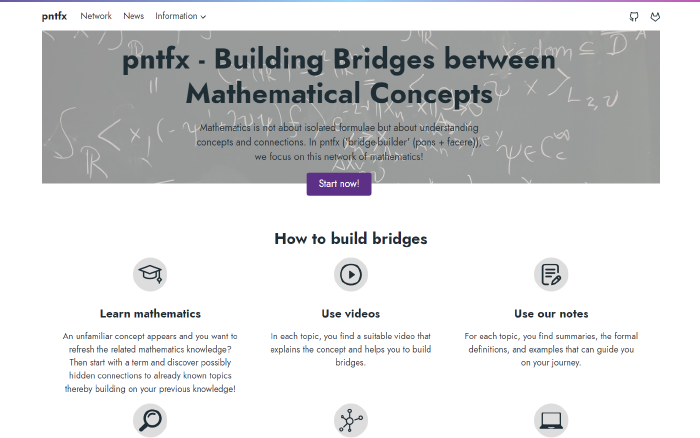 pntfx Network News Information
pntfx - Building Bridges between
Mathematical Concepts
Mathematics is not about isolated formulae but about understanding
concepts and connections. In pntfx ('bridge-builder' (pons + facere)),
we focus on this network of mathematics!
Start now!
How to build bridges
Learn mathematics
An unfamiliar concept appears and you want to
refresh the related mathematics knowledge?
Then start with a term and discover possibly
hidden connections to already known topics
thereby building on your previous knowledge!
Use videos
In each topic, you find a suitable video that
explains the concept and helps you to build
bridges.
Use our notes
For each topic, you find summaries, the formal
definitions, and examples that can guide you
on your journey.